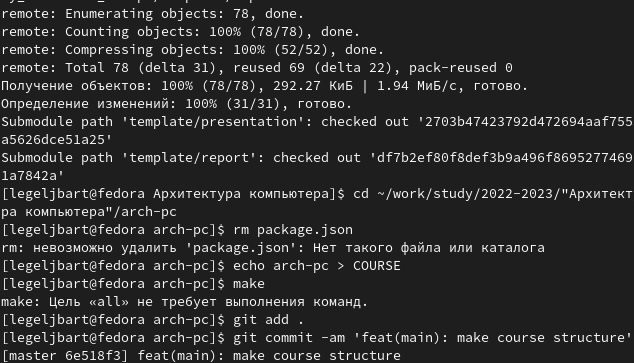 remote: Enumerating objects: 78, done.
remote: Counting objects: 100% (78/78), done.
remote: Compressing objects: 100% (52/52), done.
remote: Total 78 (delta 31), reused 69 (delta 22), pack-reused 0
Получение объектов: 100% (78/78), 292.27 КиБ | 1.94 МиБ/с, готово.
Определение изменений: 100% (31/31), готово.
Submodule path 'template/presentation': checked out '2703b47423792d472694aaf755
a5626dce51a25'
Submodule path 'template/report': checked out 'df7b2ef80f8def3b9a496f8695277469
1a7842a'
[legeljbart@fedora Архитектура компьютера]$ cd ~/work/study/2022-2023/"Архитект
ра компьютера"/arch-pc
[legeljbart@fedora arch-pc]$ rm package.json
rm: невозможно удалить 'package.json': Нет такого файла или каталога
[legeljbart@fedora arch-pc]$ echo arch-pc > COURSE
[legeljbart@fedora arch-pc]$ make
make: Цель «all» не требует выполнения команд.
[legeljbart@fedora arch-pc]$ git add .
[legeljbart@fedora arch-pc]$ git commit -am 'feat(main): make course structure'
[master 6e518f3] feat(main): make course structure